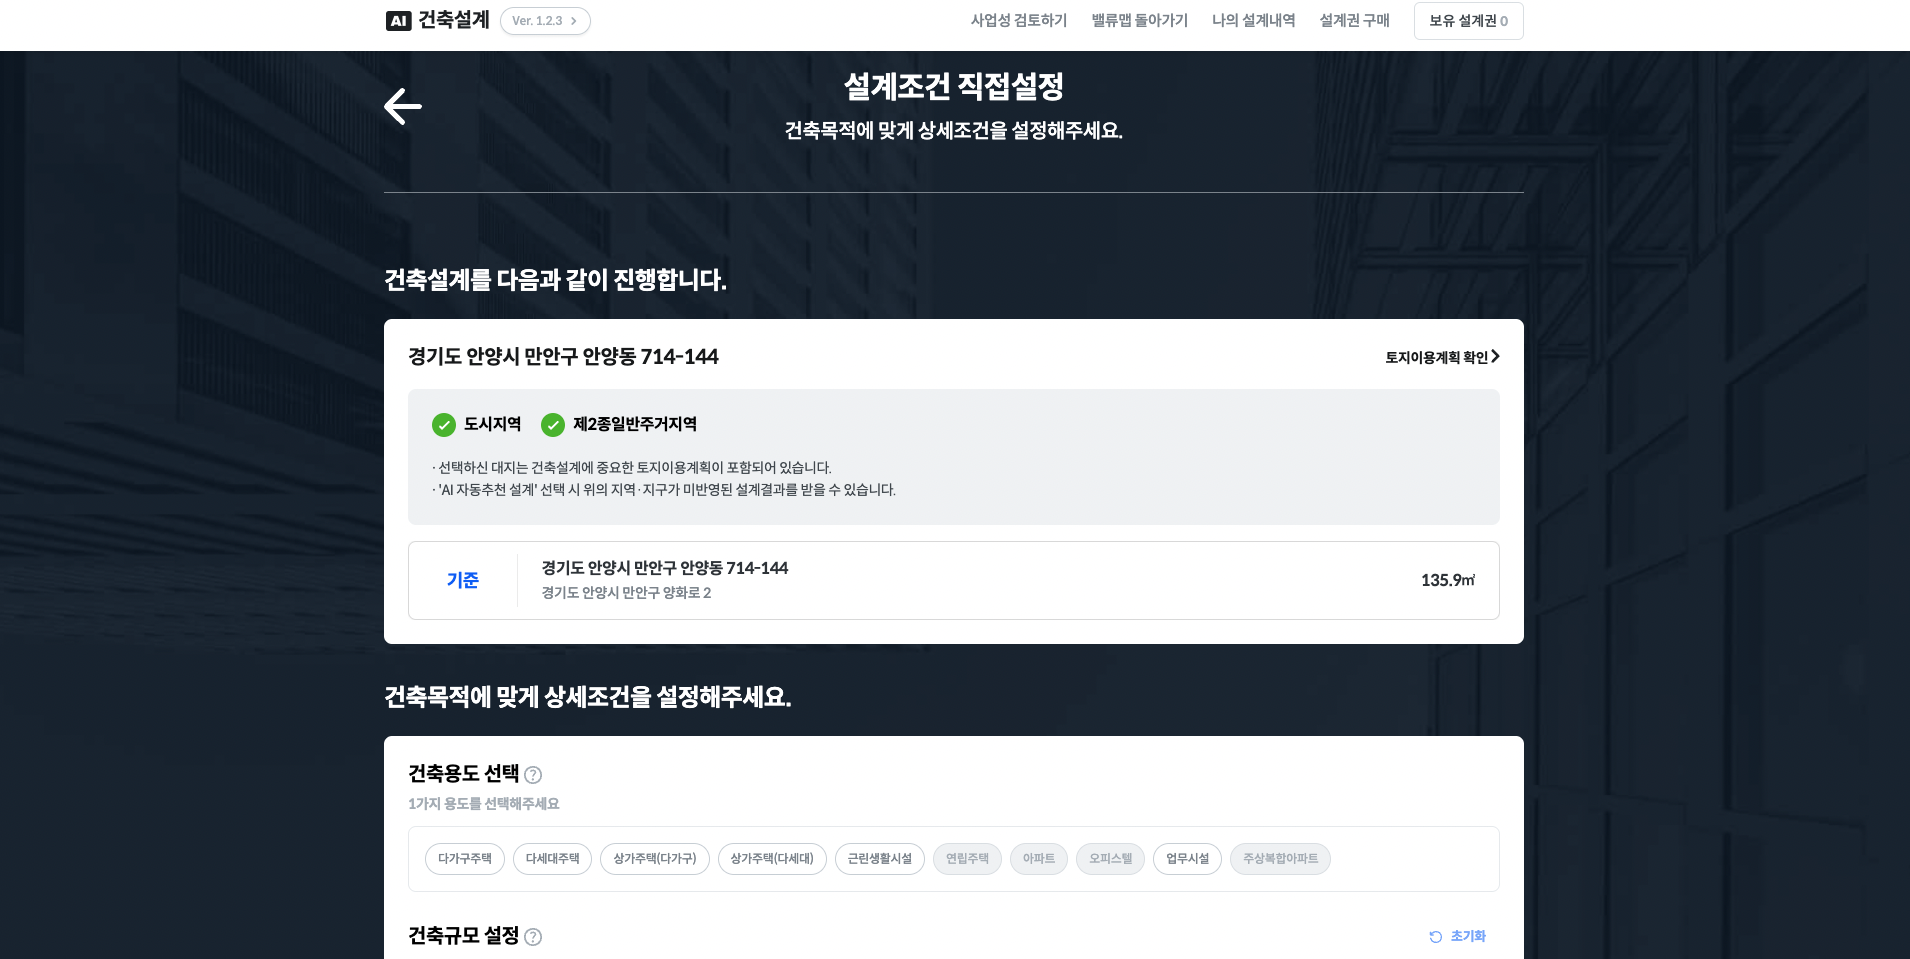 AI 건축설계 Ver. 1.2.3 사업성 검토하기 밸류맵 돌아가기 나의 설계내역 설계권 구매 보유 설계권 0
설계조건 직접설정
건축목적에 맞게 상세조건을 설정해주세요.
건축설계를 다음과 같이 진행합니다.
경기도 안양시 만안구 안양동 714-144 토지이용계획 확인
도시지역 제2종일반주거지역
· 선택하신 대지는 건축설계에 중요한 토지이용계획이 포함되어 있습니다.
· 'AI 자동추천 설계' 선택 시 위의 지역·지구가 미반영된 설계결과를 받을 수 있습니다.
기준 경기도 안양시 만안구 안양동 714-144 135.9㎡
경기도 안양시 만안구 양화로 2
건축목적에 맞게 상세조건을 설정해주세요.
건축용도 선택 ?
1가지 용도를 선택해주세요
다가구주택 다세대주택 상가주택(다가구) 상가주택(다세대) 근린생활시설 연립주택 아파트 오피스텔 업무시설 주상복합아파트
건축규모 설정 ? 초기화